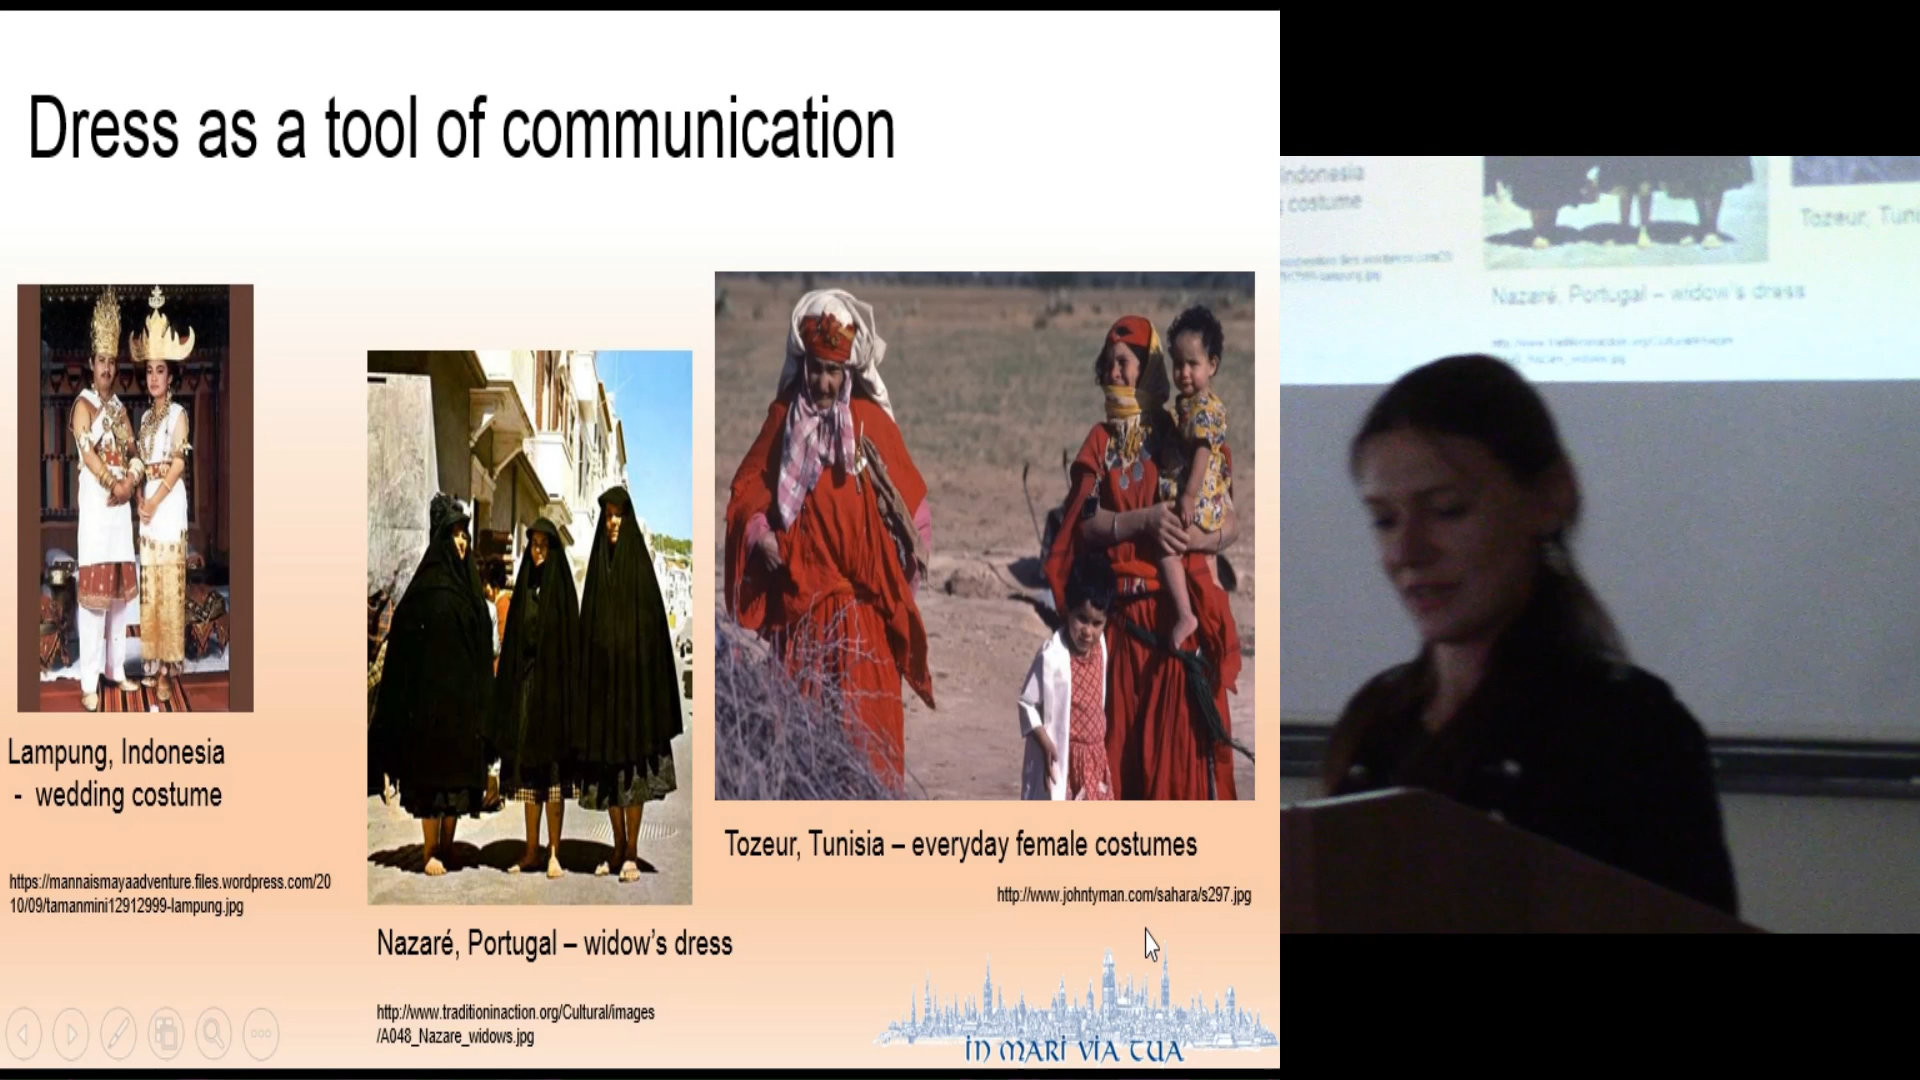 Dress as a tool of communication
Lampung, Indonesia
- wedding costume
https://mannaismayaadventure.files.wordpress.com/20
10/09/tamanmini12912999-lampung.jpg
Nazaré, Portugal – widow's dress
http://www.traditioninaction.org/Cultural/images
/A048_Nazare_widows.jpg
Tozeur, Tunisia – everyday female costumes
http://www.johntyman.com/sahara/s297.jpg
in mari via tua
Indonesia
costume
Nazaré, Portugal – widow's dress
Tozeur, Tuni